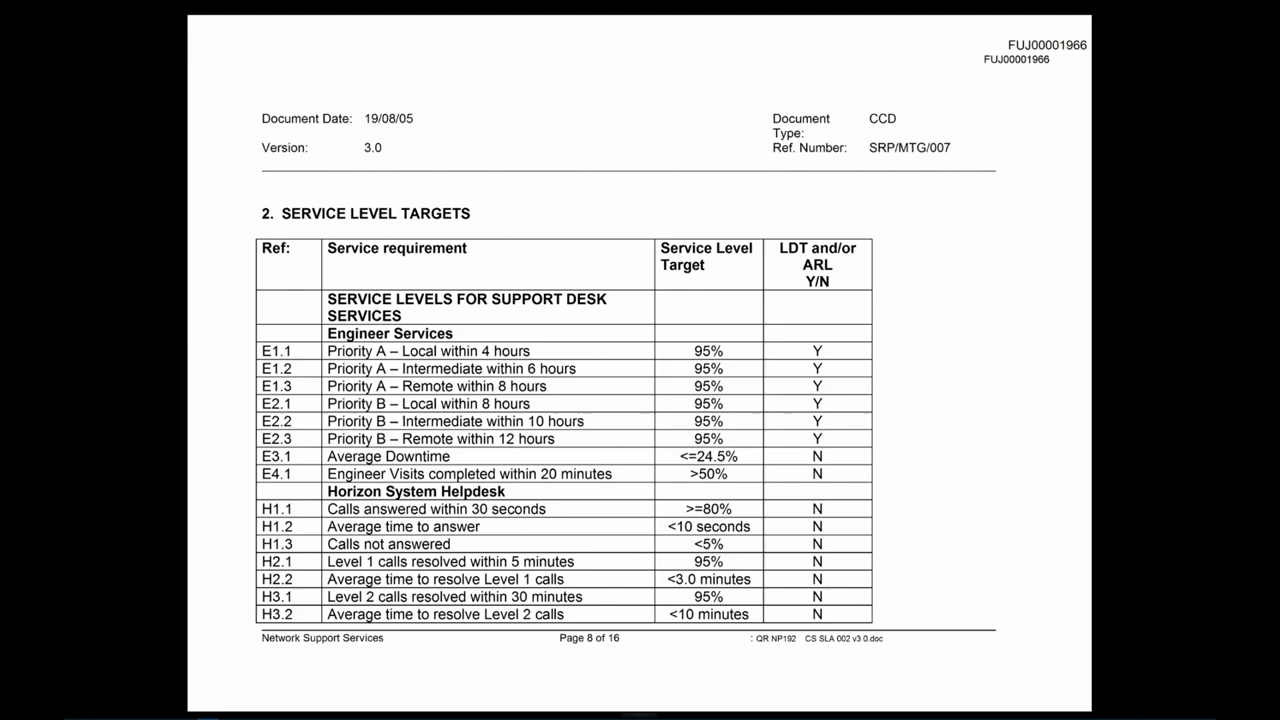 FUJ00001966
FUJ00001966
Document Date: 19/08/05 Document Type: CCD
Version: 3.0 Ref. Number: SRP/MTG/007
2. SERVICE LEVEL TARGETS
Ref: Service requirement Service Level Target LDT and/or ARL Y/N
SERVICE LEVELS FOR SUPPORT DESK SERVICES
Engineer Services
E1.1 Priority A – Local within 4 hours 95% Y
E1.2 Priority A – Intermediate within 6 hours 95% Y
E1.3 Priority A – Remote within 8 hours 95% Y
E2.1 Priority B – Local within 8 hours 95% Y
E2.2 Priority B – Intermediate within 10 hours 95% Y
E2.3 Priority B – Remote within 12 hours 95% Y
E3.1 Average Downtime <=24.5% N
E4.1 Engineer Visits completed within 20 minutes >50% N
Horizon System Helpdesk
H1.1 Calls answered within 30 seconds >=80% N
H1.2 Average time to answer <10 seconds N
H1.3 Calls not answered <5% N
H2.1 Level 1 calls resolved within 5 minutes 95% N
H2.2 Average time to resolve Level 1 calls <3.0 minutes N
H3.1 Level 2 calls resolved within 30 minutes 95% N
H3.2 Average time to resolve Level 2 calls <10 minutes N
Network Support Services Page 8 of 16 : QR NP192 CS SLA 002 v3 0.doc